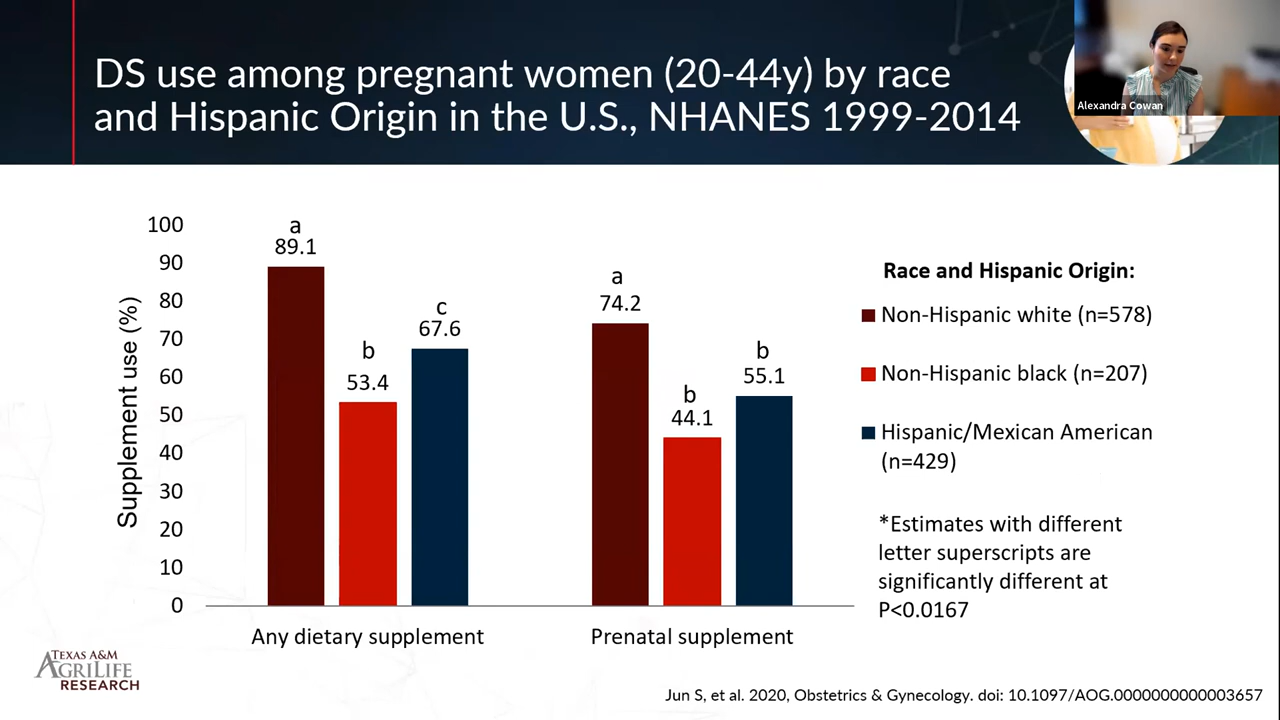 DS use among pregnant women (20-44y) by race
and Hispanic Origin in the U.S., NHANES 1999-2014
Alexandra Cowan
Supplement use (%)
100
90
80
70
60
50
40
30
20
10
0
a
89.1
b
53.4
c
67.6
a
74.2
b
44.1
b
55.1
Any dietary supplement
Prenatal supplement
Race and Hispanic Origin:
Non-Hispanic white (n=578)
Non-Hispanic black (n=207)
Hispanic/Mexican American
(n=429)
*Estimates with different
letter superscripts are
significantly different at
P<0.0167
TEXAS A&M
AGRILIFE
RESEARCH
Jun S, et al. 2020, Obstetrics & Gynecology. doi: 10.1097/AOG.0000000000003657